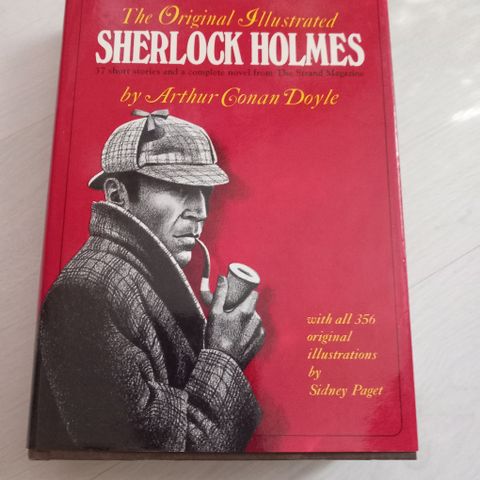 The Original Illustrated
SHERLOCK HOLMES
37 short stories and a complete novel from The Strand Magazine
by Arthur Conan Doyle
with all 356
original
illustrations
by
Sidney Paget